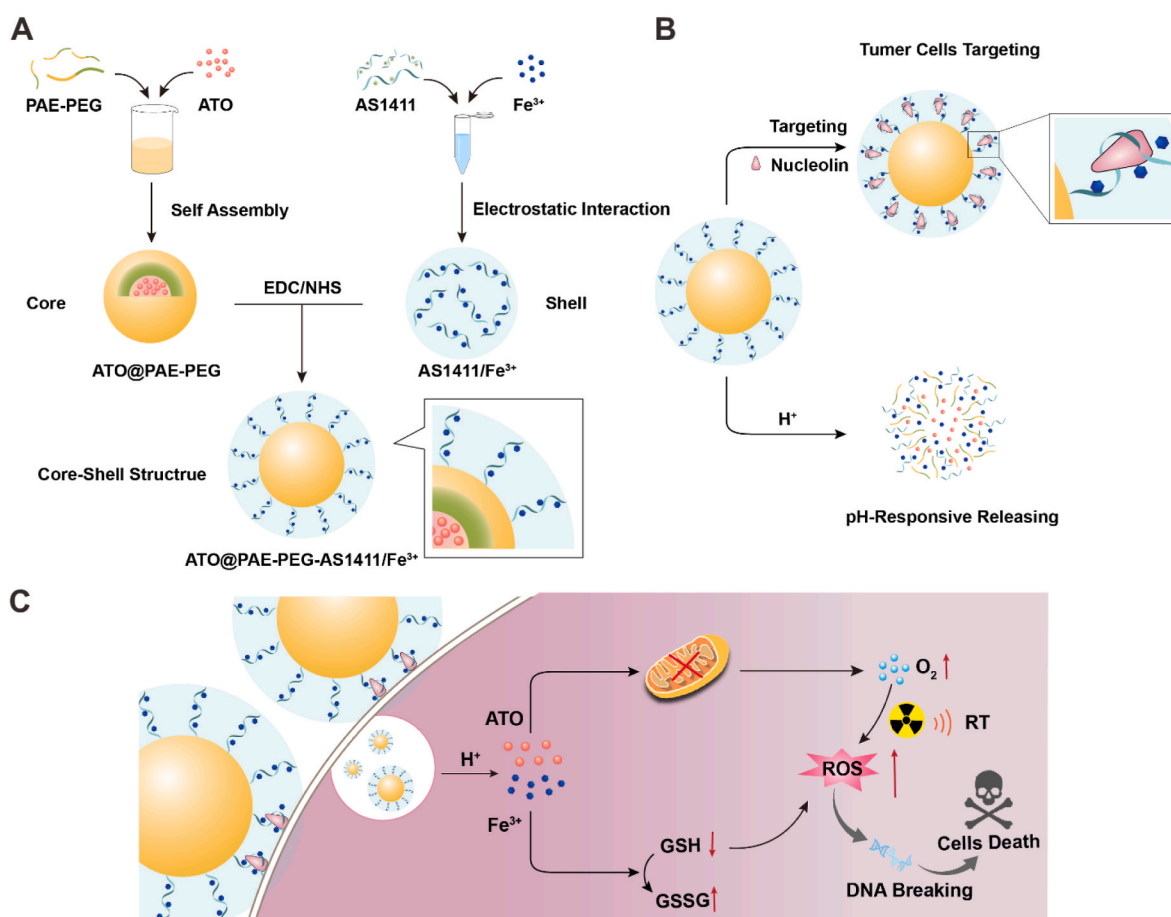 A
PAE-PEG
ATO
AS1411
Fe³⁺
Self Assembly
Electrostatic Interaction
Core
EDC/NHS
Shell
ATO@PAE-PEG
AS1411/Fe³⁺
Core-Shell Structrue
ATO@PAE-PEG-AS1411/Fe³⁺
B
Tumer Cells Targeting
Targeting
Nucleolin
H⁺
pH-Responsive Releasing
C
ATO
H⁺
Fe³⁺
O₂
RT
ROS
GSH
GSSG
DNA Breaking
Cells Death